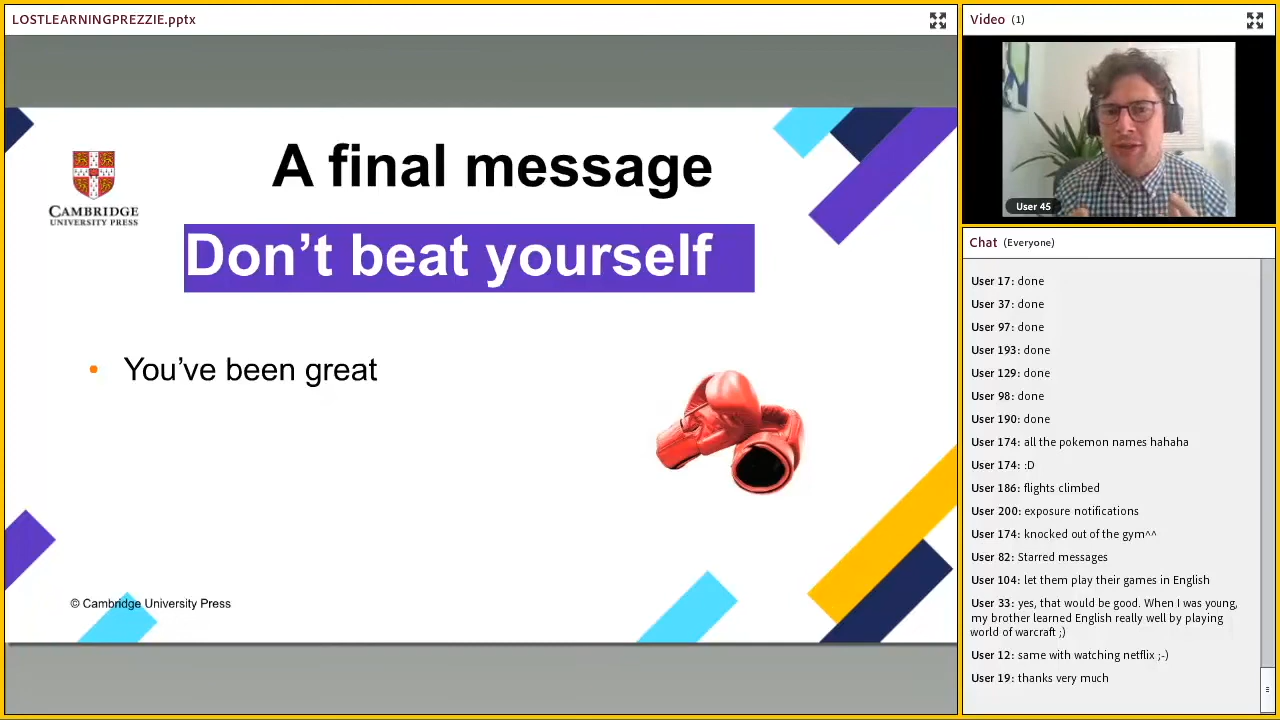 LOSTLEARNINGPREZZIE.pptx
A final message
CAMBRIDGE
UNIVERSITY PRESS
Don’t beat yourself
• You’ve been great
© Cambridge University Press
Video (1)
User 45
Chat (Everyone)
User 17: done
User 37: done
User 97: done
User 193: done
User 129: done
User 98: done
User 190: done
User 174: all the pokemon names hahaha
User 174: :D
User 186: flights climbed
User 200: exposure notifications
User 174: knocked out of the gym^^
User 82: Starred messages
User 104: let them play their games in English
User 33: yes, that would be good. When I was young,
my brother learned English really well by playing
world of warcraft ;)
User 12: same with watching netflix ;-)
User 19: thanks very much